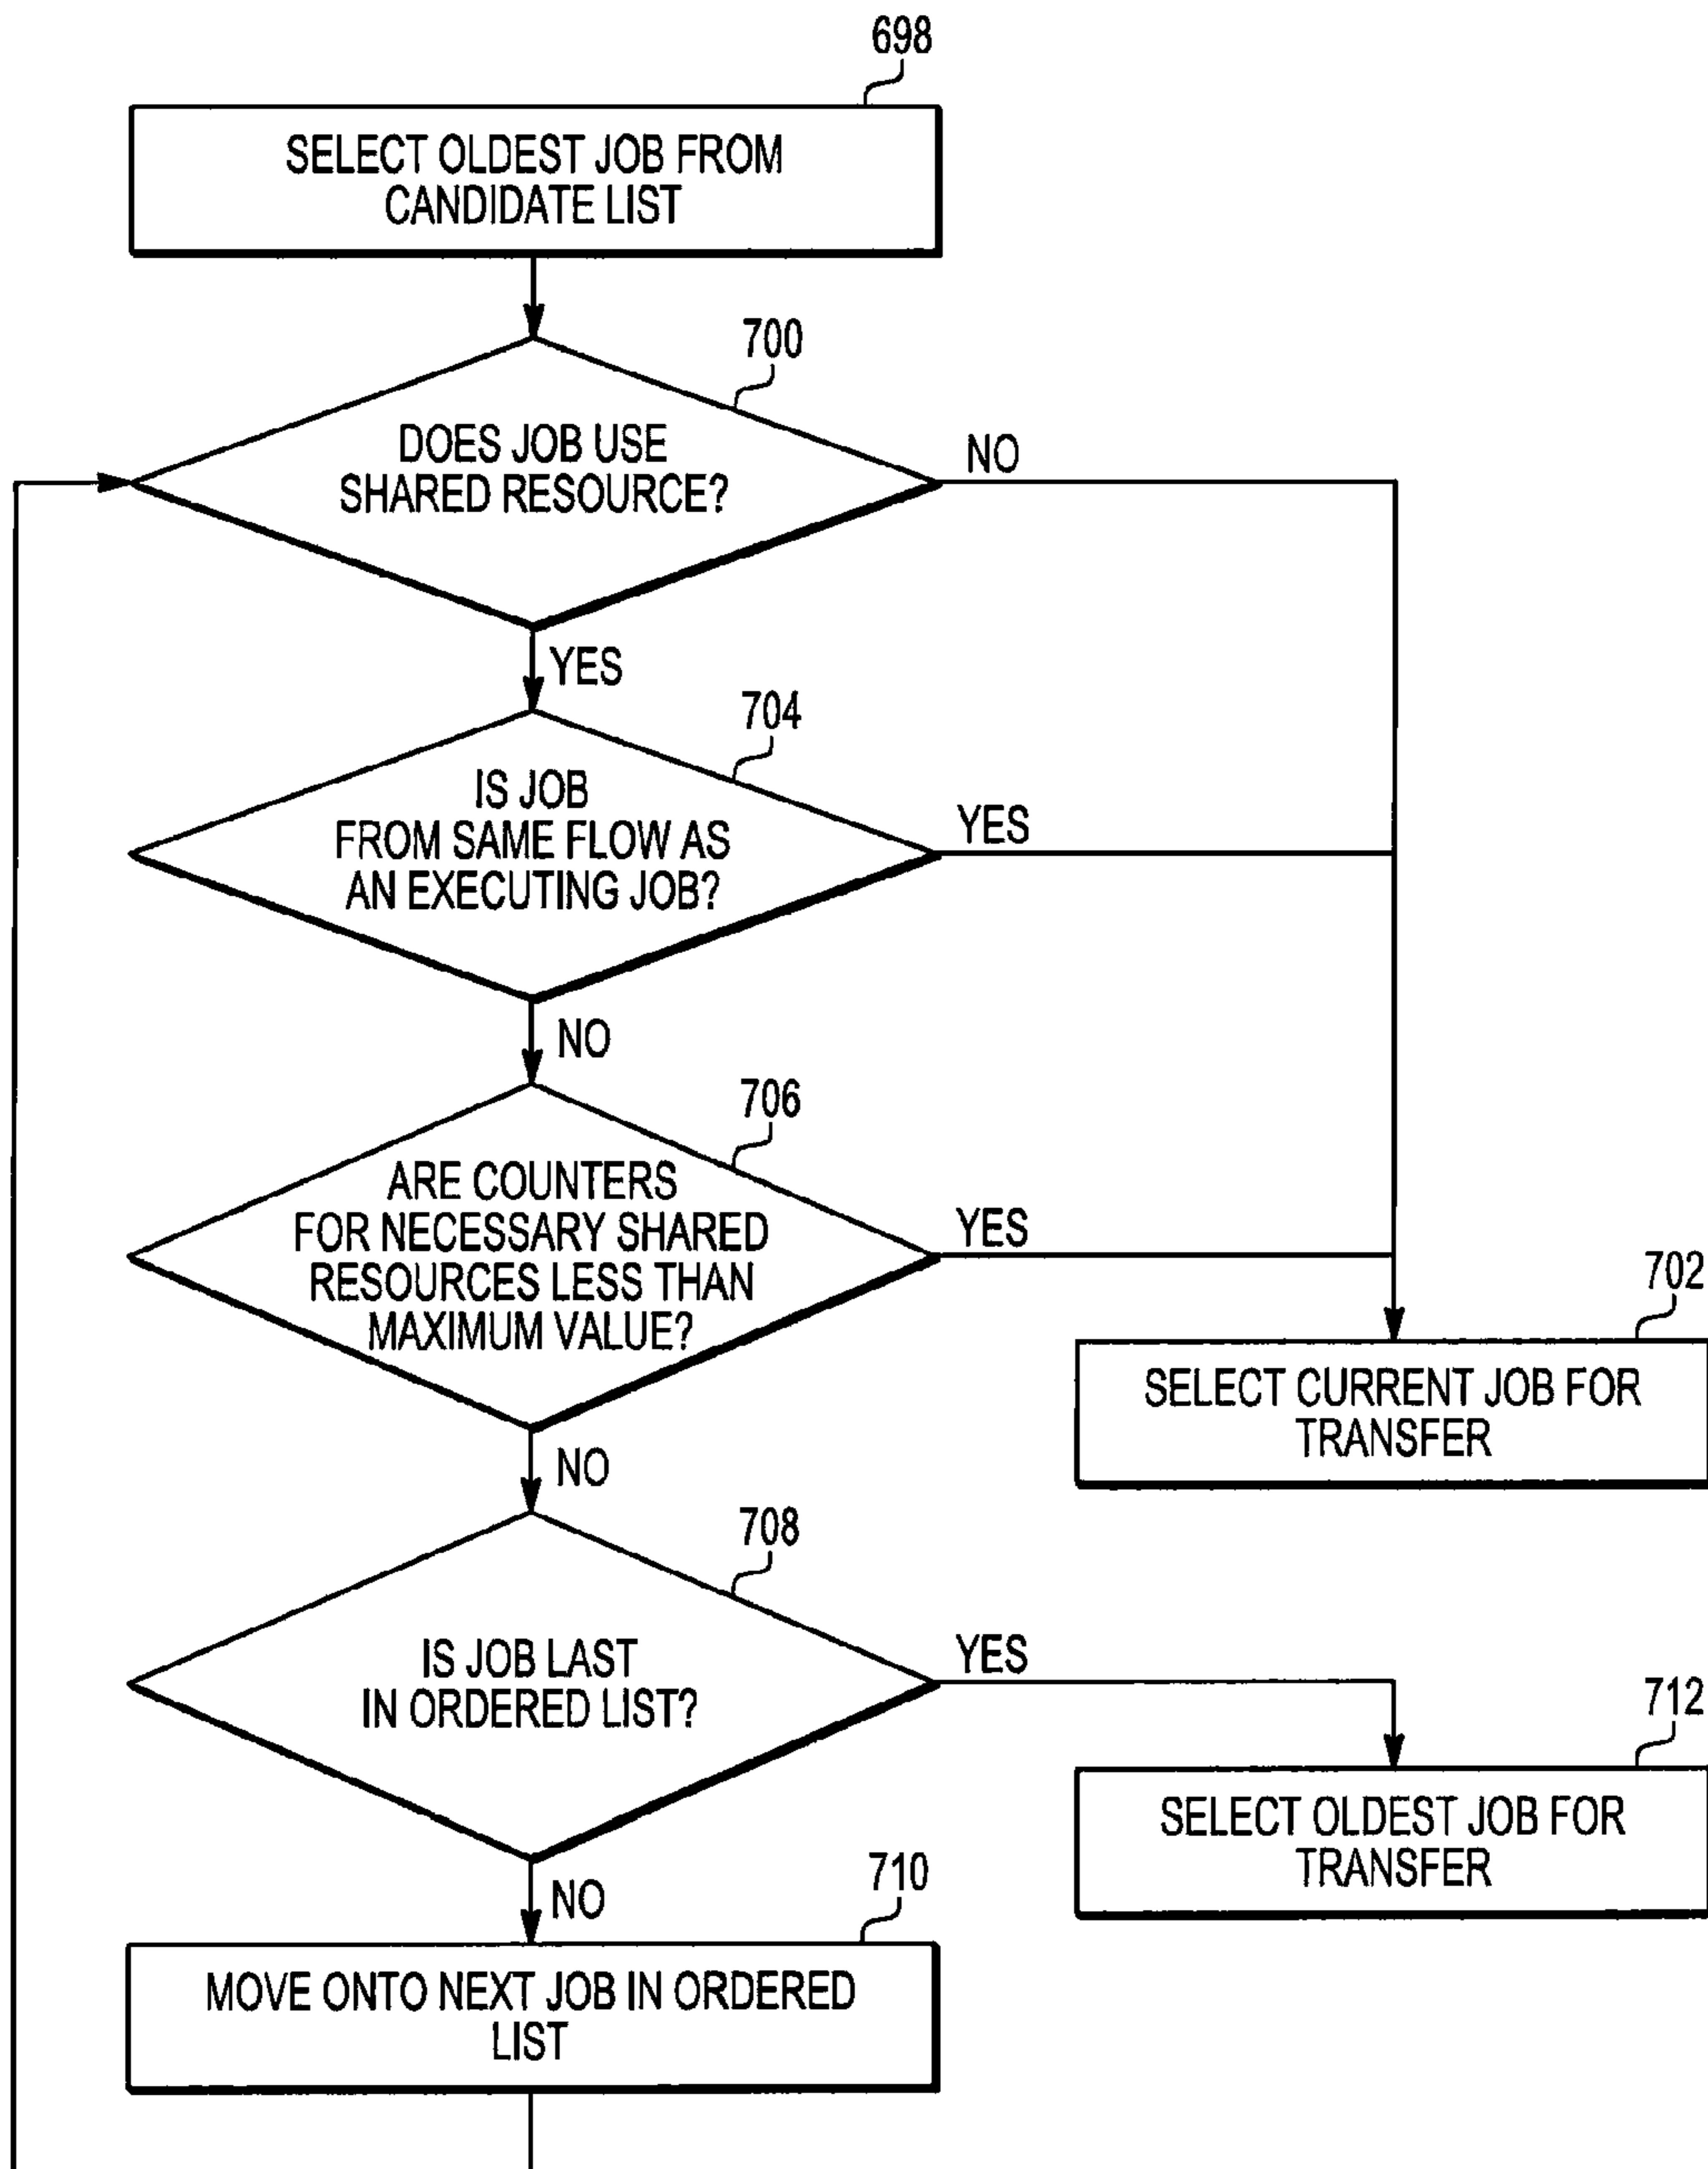 698
SELECT OLDEST JOB FROM
CANDIDATE LIST
700
DOES JOB USE
SHARED RESOURCE?
NO
YES
704
IS JOB
FROM SAME FLOW AS
AN EXECUTING JOB?
YES
NO
706
ARE COUNTERS
FOR NECESSARY SHARED
RESOURCES LESS THAN
MAXIMUM VALUE?
YES
702
SELECT CURRENT JOB FOR
TRANSFER
NO
708
IS JOB LAST
IN ORDERED LIST?
YES
712
SELECT OLDEST JOB FOR
TRANSFER
NO
710
MOVE ONTO NEXT JOB IN ORDERED
LIST